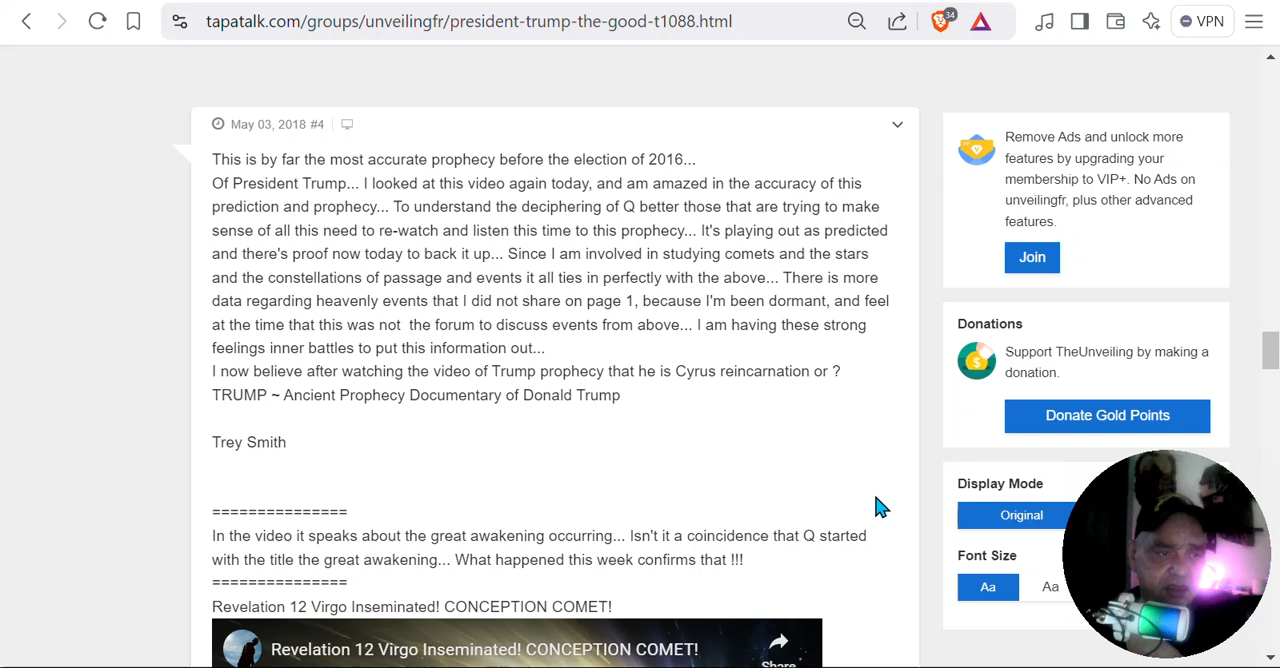 tapatalk.com/groups/unveilingfr/president-trump-the-good-t1088.html
34
VPN
May 03, 2018 #4
This is by far the most accurate prophecy before the election of 2016...
Of President Trump... I looked at this video again today, and am amazed in the accuracy of this
prediction and prophecy... To understand the deciphering of Q better those that are trying to make
sense of all this need to re-watch and listen this time to this prophecy... It's playing out as predicted
and there's proof now today to back it up... Since I am involved in studying comets and the stars
and the constellations of passage and events it all ties in perfectly with the above... There is more
data regarding heavenly events that I did not share on page 1, because I'm been dormant, and feel
at the time that this was not  the forum to discuss events from above... I am having these strong
feelings inner battles to put this information out...
I now believe after watching the video of Trump prophecy that he is Cyrus reincarnation or ?
TRUMP ~ Ancient Prophecy Documentary of Donald Trump
Trey Smith
===============
In the video it speaks about the great awakening occurring... Isn't it a coincidence that Q started
with the title the great awakening... What happened this week confirms that !!!
===============
Revelation 12 Virgo Inseminated! CONCEPTION COMET!
Revelation 12 Virgo Inseminated! CONCEPTION COMET!
Share
Remove Ads and unlock more
features by upgrading your
membership to VIP+. No Ads on
unveilingfr, plus other advanced
features.
Join
Donations
Support TheUnveiling by making a
donation.
Donate Gold Points
Display Mode
Original
Font Size
Aa
Aa